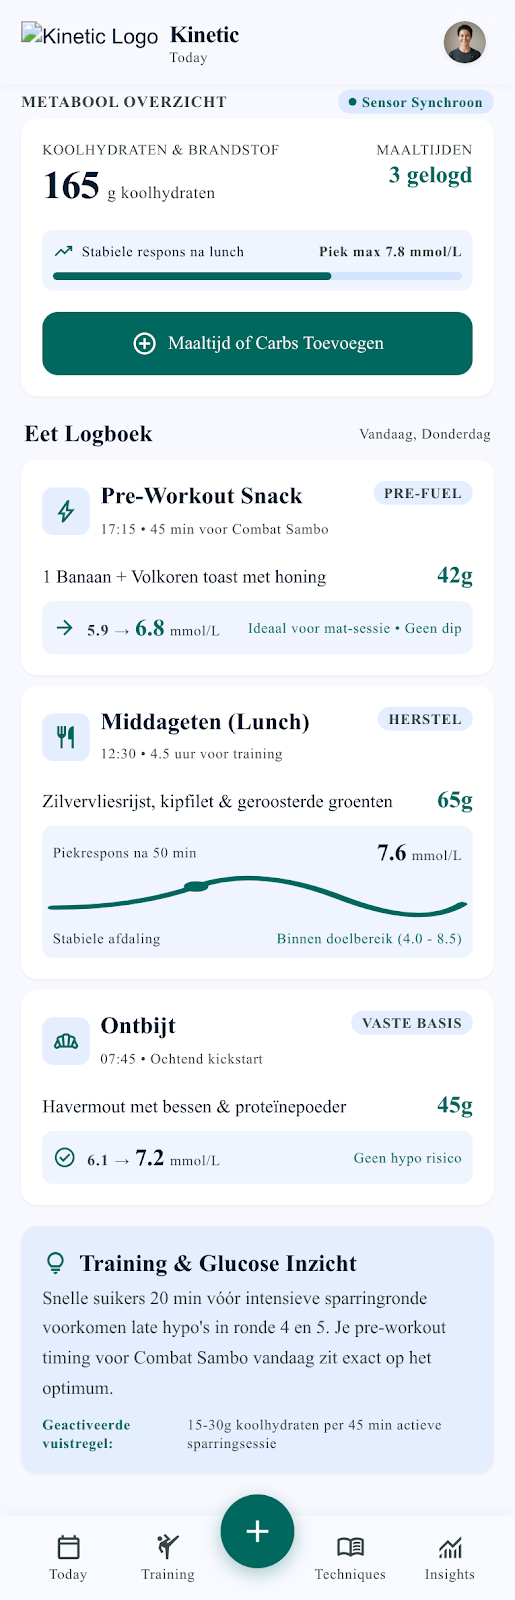 Kinetic Logo
Kinetic
Today
METABOOL OVERZICHT
Sensor Synchroon
KOOLHYDRATEN & BRANDSTOF
MAALTIJDEN
165 g koolhydraten
3 gelogd
Stabiele respons na lunch
Piek max 7.8 mmol/L
Maaltijd of Carbs Toevoegen
Eet Logboek
Vandaag, Donderdag
Pre-Workout Snack
PRE-FUEL
17:15 • 45 min voor Combat Sambo
1 Banaan + Volkoren toast met honing
42g
5.9 → 6.8 mmol/L
Ideaal voor mat-sessie • Geen dip
Middageten (Lunch)
HERSTEL
12:30 • 4.5 uur voor training
Zilvervliesrijst, kipfilet & geroosterde groenten
65g
Piekrespons na 50 min
7.6 mmol/L
Stabiele afdaling
Binnen doelbereik (4.0 - 8.5)
Ontbijt
VASTE BASIS
07:45 • Ochtend kickstart
Havermout met bessen & proteïnepoeder
45g
6.1 → 7.2 mmol/L
Geen hypo risico
Training & Glucose Inzicht
Snelle suikers 20 min vóór intensieve sparringronde
voorkomen late hypo's in ronde 4 en 5. Je pre-workout
timing voor Combat Sambo vandaag zit exact op het
optimum.
Geactiveerde
vuistregel:
15-30g koolhydraten per 45 min actieve
sparringsessie
Today
Training
Techniques
Insights